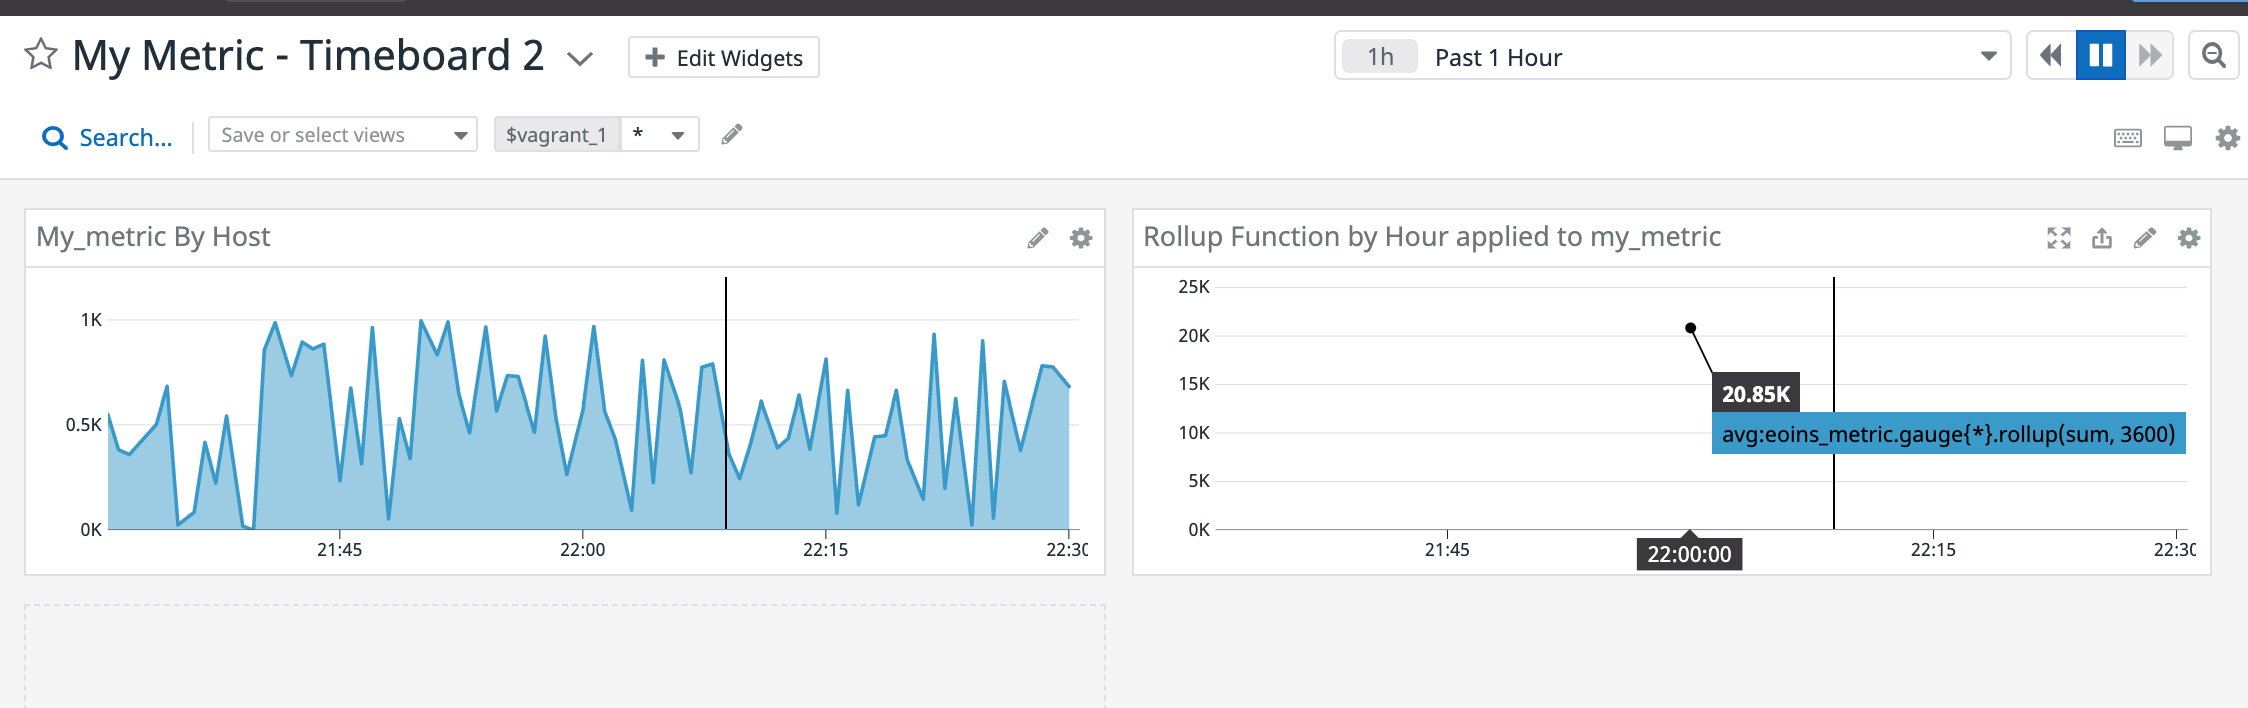 My Metric - Timeboard 2
Edit Widgets
1h Past 1 Hour
Search...
Save or select views
$vagrant_1 *
My_metric By Host
1K
0.5K
0K
21:45 22:00 22:15 22:30
Rollup Function by Hour applied to my_metric
25K
20K
15K
10K
5K
0K
20.85K
avg:eoins_metric.gauge{*}.rollup(sum, 3600)
21:45 22:00:00 22:15 22:30